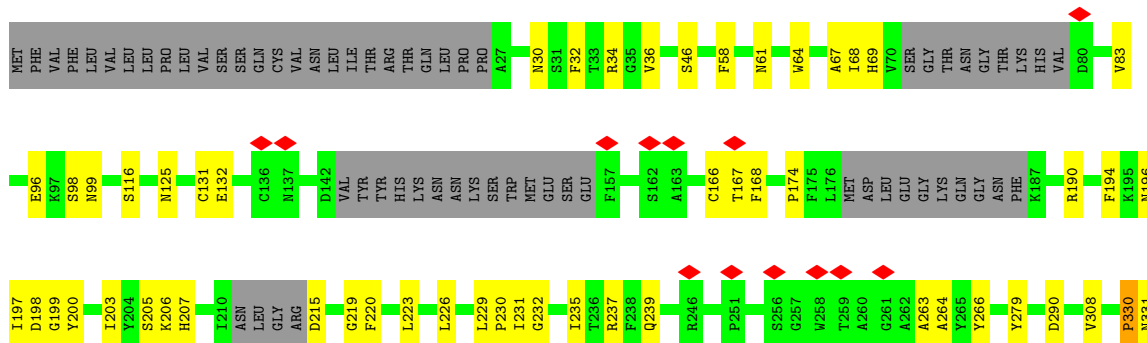 MET PHE VAL PHE LEU VAL LEU LEU PRO LEU VAL SER SER GLN CYS VAL ASN LEU ILE THR ARG THR GLN LEU PRO PRO A27 N30 S31 F32 T33 R34 G35 V36 S46 F58 N61 W64 A67 I68 H69 V70 SER GLY THR ASN GLY THR LYS HIS VAL D80 V83
E96 K97 S98 N99 S116 N125 C131 E132 C136 N137 D142 VAL TYR TYR HIS LYS ASN ASN LYS SER TRP MET GLU SER GLU F157 S162 A163 C166 T167 F168 P174 F175 L176 MET ASP LEU GLU GLY LYS GLN GLY ASN PHE K187 R190 F194 K195 N196
I197 D198 G199 Y200 I203 Y204 S205 K206 H207 I210 ASN LEU GLY ARG D215 G219 F220 L223 L226 L229 P230 I231 G232 I235 T236 R237 F238 Q239 R246 P251 S256 G257 W258 T259 A260 G261 A262 A263 A264 Y265 Y266 Y279 D290 V308 P330 N331